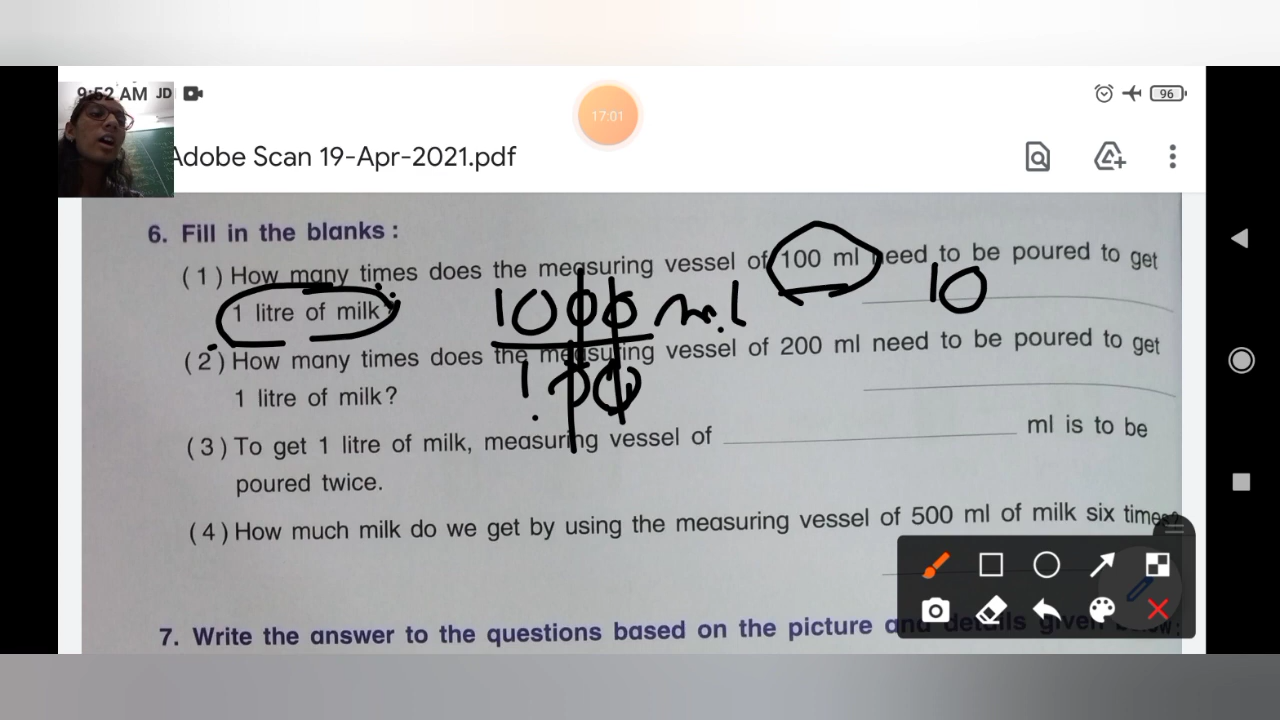 9:52 AM JD
17:01
96
Adobe Scan 19-Apr-2021.pdf
6. Fill in the blanks :
(1) How many times does the measuring vessel of 100 ml need to be poured to get
1 litre of milk?
1000 ml
10
(2) How many times does the measuring vessel of 200 ml need to be poured to get
100
1 litre of milk?
(3) To get 1 litre of milk, measuring vessel of ml is to be
poured twice.
(4) How much milk do we get by using the measuring vessel of 500 ml of milk six times?
7. Write the answer to the questions based on the picture and details given below: